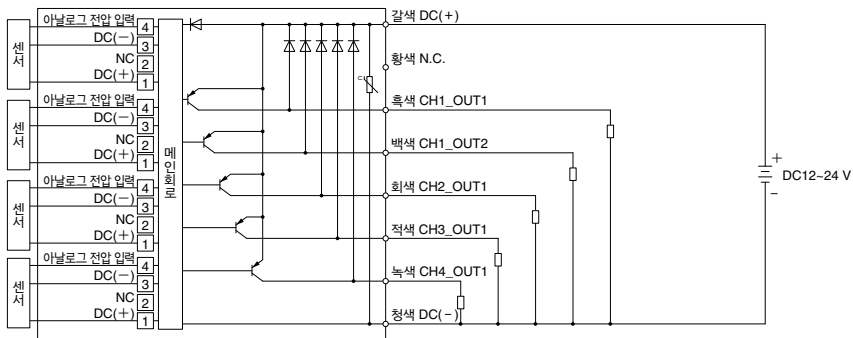 센서
아날로그 전압 입력 4
DC(−) 3
NC 2
DC(+) 1
센서
아날로그 전압 입력 4
DC(−) 3
NC 2
DC(+) 1
센서
아날로그 전압 입력 4
DC(−) 3
NC 2
DC(+) 1
센서
아날로그 전압 입력 4
DC(−) 3
NC 2
DC(+) 1
메인회로
갈색 DC(+)
황색 N.C.
흑색 CH1_OUT1
백색 CH1_OUT2
회색 CH2_OUT1
적색 CH3_OUT1
녹색 CH4_OUT1
청색 DC(-)
+
DC12~24 V
-